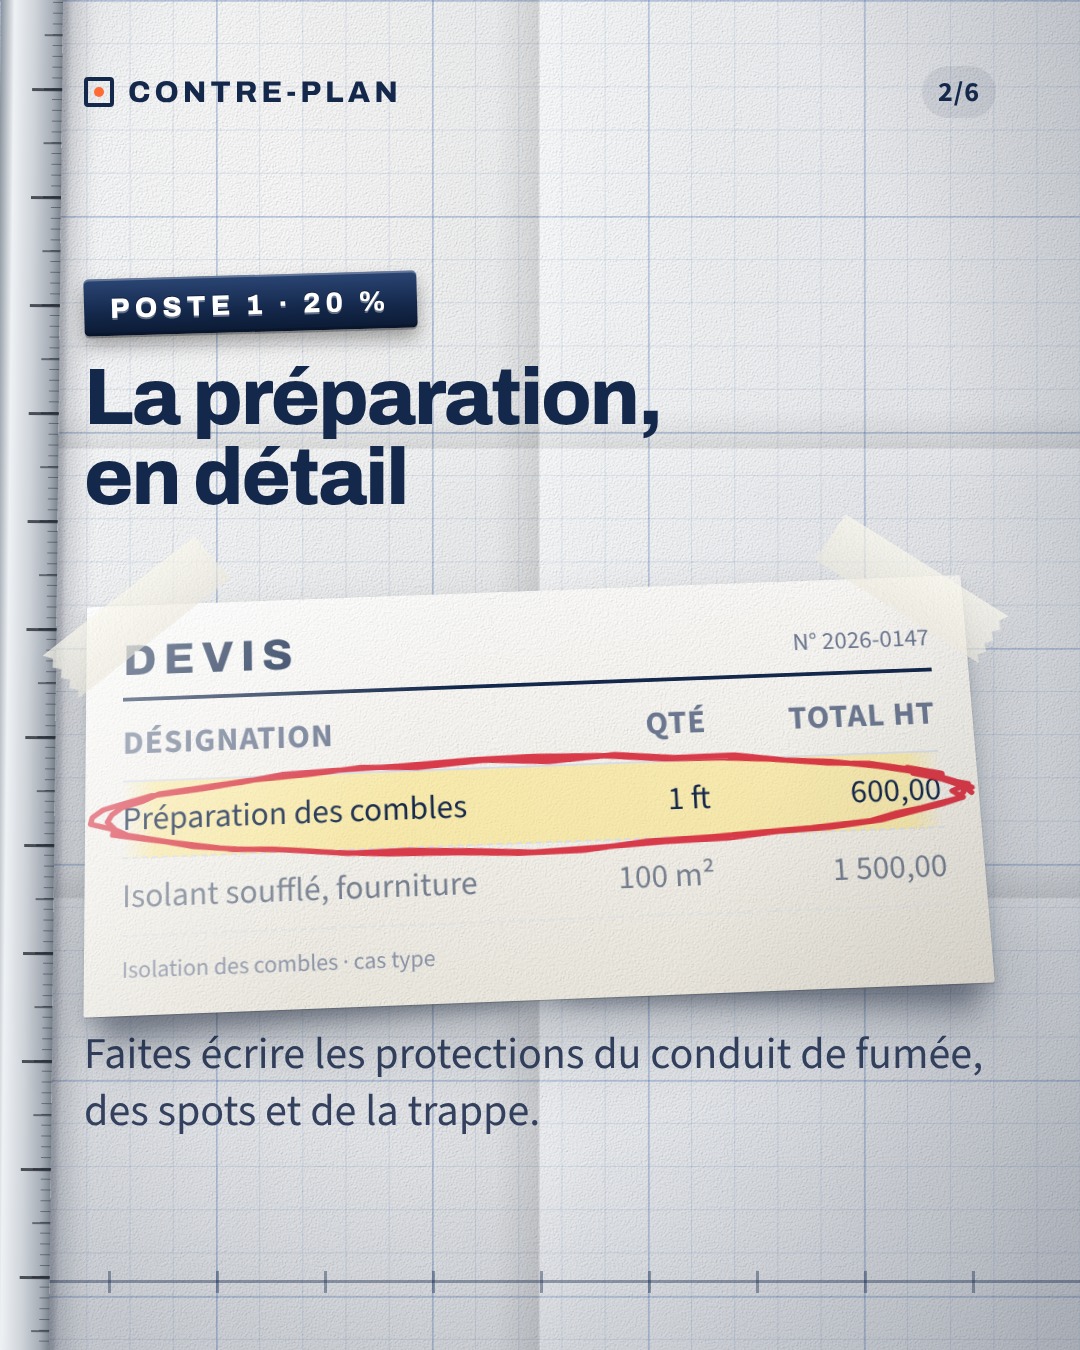 CONTRE-PLAN
2/6
POSTE 1 · 20 %
La préparation,
en détail
DEVIS
N° 2026-0147
DÉSIGNATION QTÉ TOTAL HT
Préparation des combles 1 ft 600,00
Isolant soufflé, fourniture 100 m² 1 500,00
Isolation des combles · cas type
Faites écrire les protections du conduit de fumée,
des spots et de la trappe.